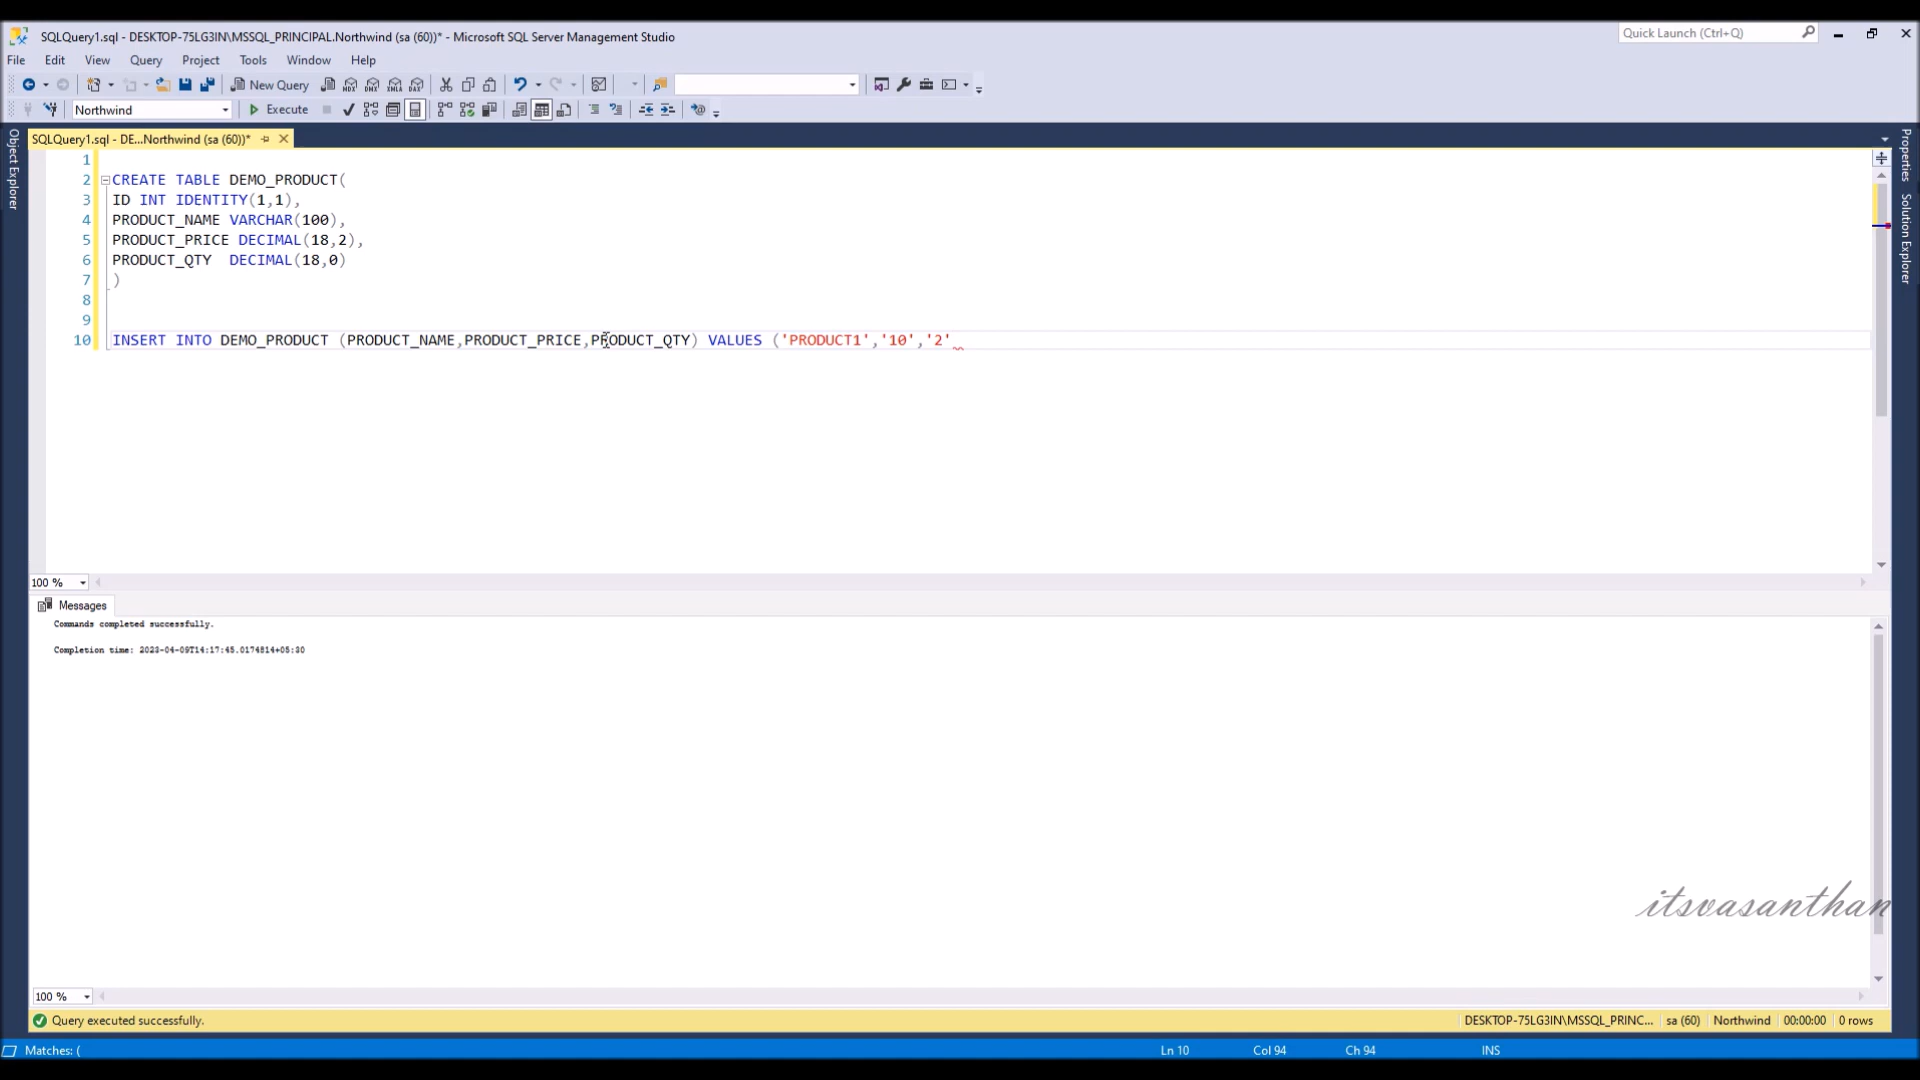 SQLQuery1.sql - DESKTOP-75LG3IN\MSSQL_PRINCIPAL.Northwind (sa (60))* - Microsoft SQL Server Management Studio
Quick Launch (Ctrl+Q)
File Edit View Query Project Tools Window Help
New Query
Northwind Execute
SQLQuery1.sql - DE...Northwind (sa (60))*
Object Explorer
Properties
Solution Explorer
1
2 CREATE TABLE DEMO_PRODUCT(
3 ID INT IDENTITY(1,1),
4 PRODUCT_NAME VARCHAR(100),
5 PRODUCT_PRICE DECIMAL(18,2),
6 PRODUCT_QTY  DECIMAL(18,0)
7 )
8
9
10 INSERT INTO DEMO_PRODUCT (PRODUCT_NAME,PRODUCT_PRICE,PRODUCT_QTY) VALUES ('PRODUCT1','10','2'
100 %
Messages
Commands completed successfully.
Completion time: 2023-04-09T14:17:45.0174814+05:30
itsvasanthan
100 %
Query executed successfully. DESKTOP-75LG3IN\MSSQL_PRINC... sa (60) Northwind 00:00:00 0 rows
Matches: ( Ln 10 Col 94 Ch 94 INS